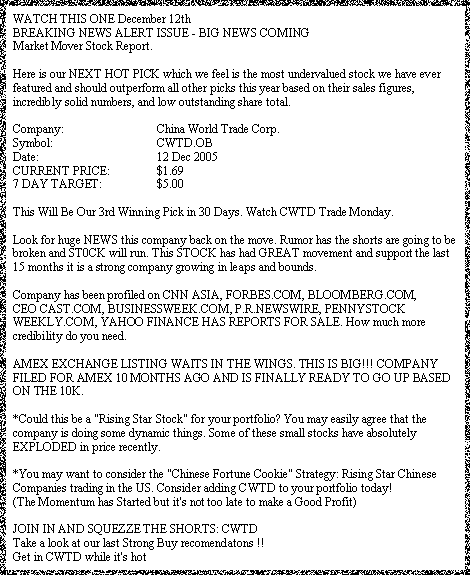 WATCH THIS ONE December 12th
BREAKING NEWS ALERT ISSUE - BIG NEWS COMING
Market Mover Stock Report.
Here is our NEXT HOT PICK which we feel is the most undervalued stock we have ever
featured and should outperform all other picks this year based on their sales figures,
incredibly solid numbers, and low outstanding share total.
Company: China World Trade Corp.
Symbol: CWTD.OB
Date: 12 Dec 2005
CURRENT PRICE: $1.69
7 DAY TARGET: $5.00
This Will Be Our 3rd Winning Pick in 30 Days. Watch CWTD Trade Monday.
Look for huge NEWS this company back on the move. Rumor has the shorts are going to be
broken and ST0CK will run. This STOCK has had GREAT movement and support the last
15 months it is a strong company growing in leaps and bounds.
Company has been profiled on CNN ASIA, FORBES.COM, BLOOMBERG.COM,
CEO CAST.COM, BUSINESSWEEK.COM, P.R.NEWSWIRE, PENNYSTOCK
WEEKLY.COM, YAHOO FINANCE HAS REPORTS FOR SALE. How much more
credibility do you need.
AMEX EXCHANGE LISTING WAITS IN THE WINGS. THIS IS BIG!!! COMPANY
FILED FOR AMEX 10 MONTHS AGO AND IS FINALLY READY TO GO UP BASED
ON THE 10K.
*Could this be a "Rising Star Stock" for your portfolio? You may easily agree that the
company is doing some dynamic things. Some of these small stocks have absolutely
EXPLODED in price recently.
*You may want to consider the "Chinese Fortune Cookie" Strategy: Rising Star Chinese
Companies trading in the US. Consider adding CWTD to your portfolio today!
(The Momentum has Started but it's not too late to make a Good Profit)
JOIN IN AND SQUEZZE THE SHORTS: CWTD
Take a look at our last Strong Buy recomendatons !!
Get in CWTD while it's hot